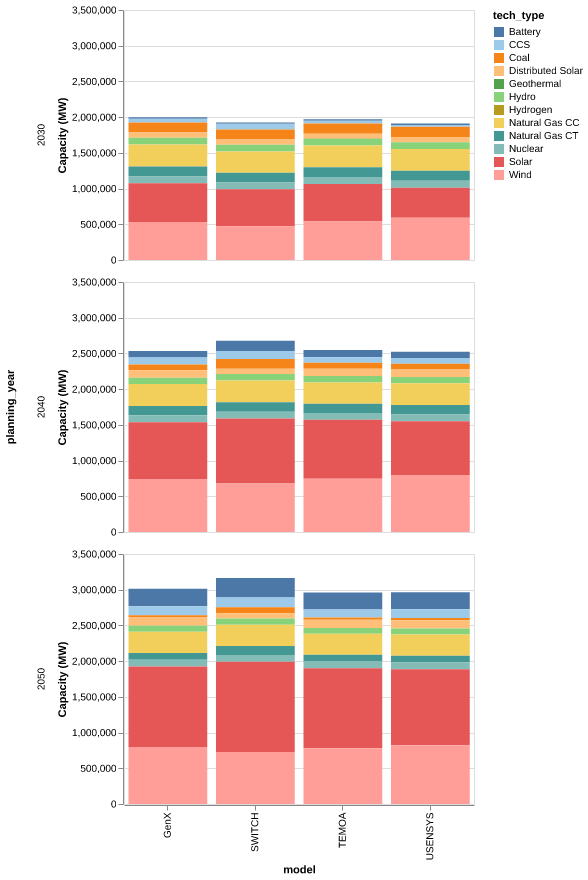 3,500,000
3,000,000
2,500,000
2,000,000
1,500,000
1,000,000
500,000
0
Capacity (MW)
2030
tech_type
Battery
CCS
Coal
Distributed Solar
Geothermal
Hydro
Hydrogen
Natural Gas CC
Natural Gas CT
Nuclear
Solar
Wind
3,500,000
3,000,000
2,500,000
2,000,000
1,500,000
1,000,000
500,000
0
Capacity (MW)
2040
planning_year
3,500,000
3,000,000
2,500,000
2,000,000
1,500,000
1,000,000
500,000
0
Capacity (MW)
2050
GenX
SWITCH
TEMOA
USENSYS
model